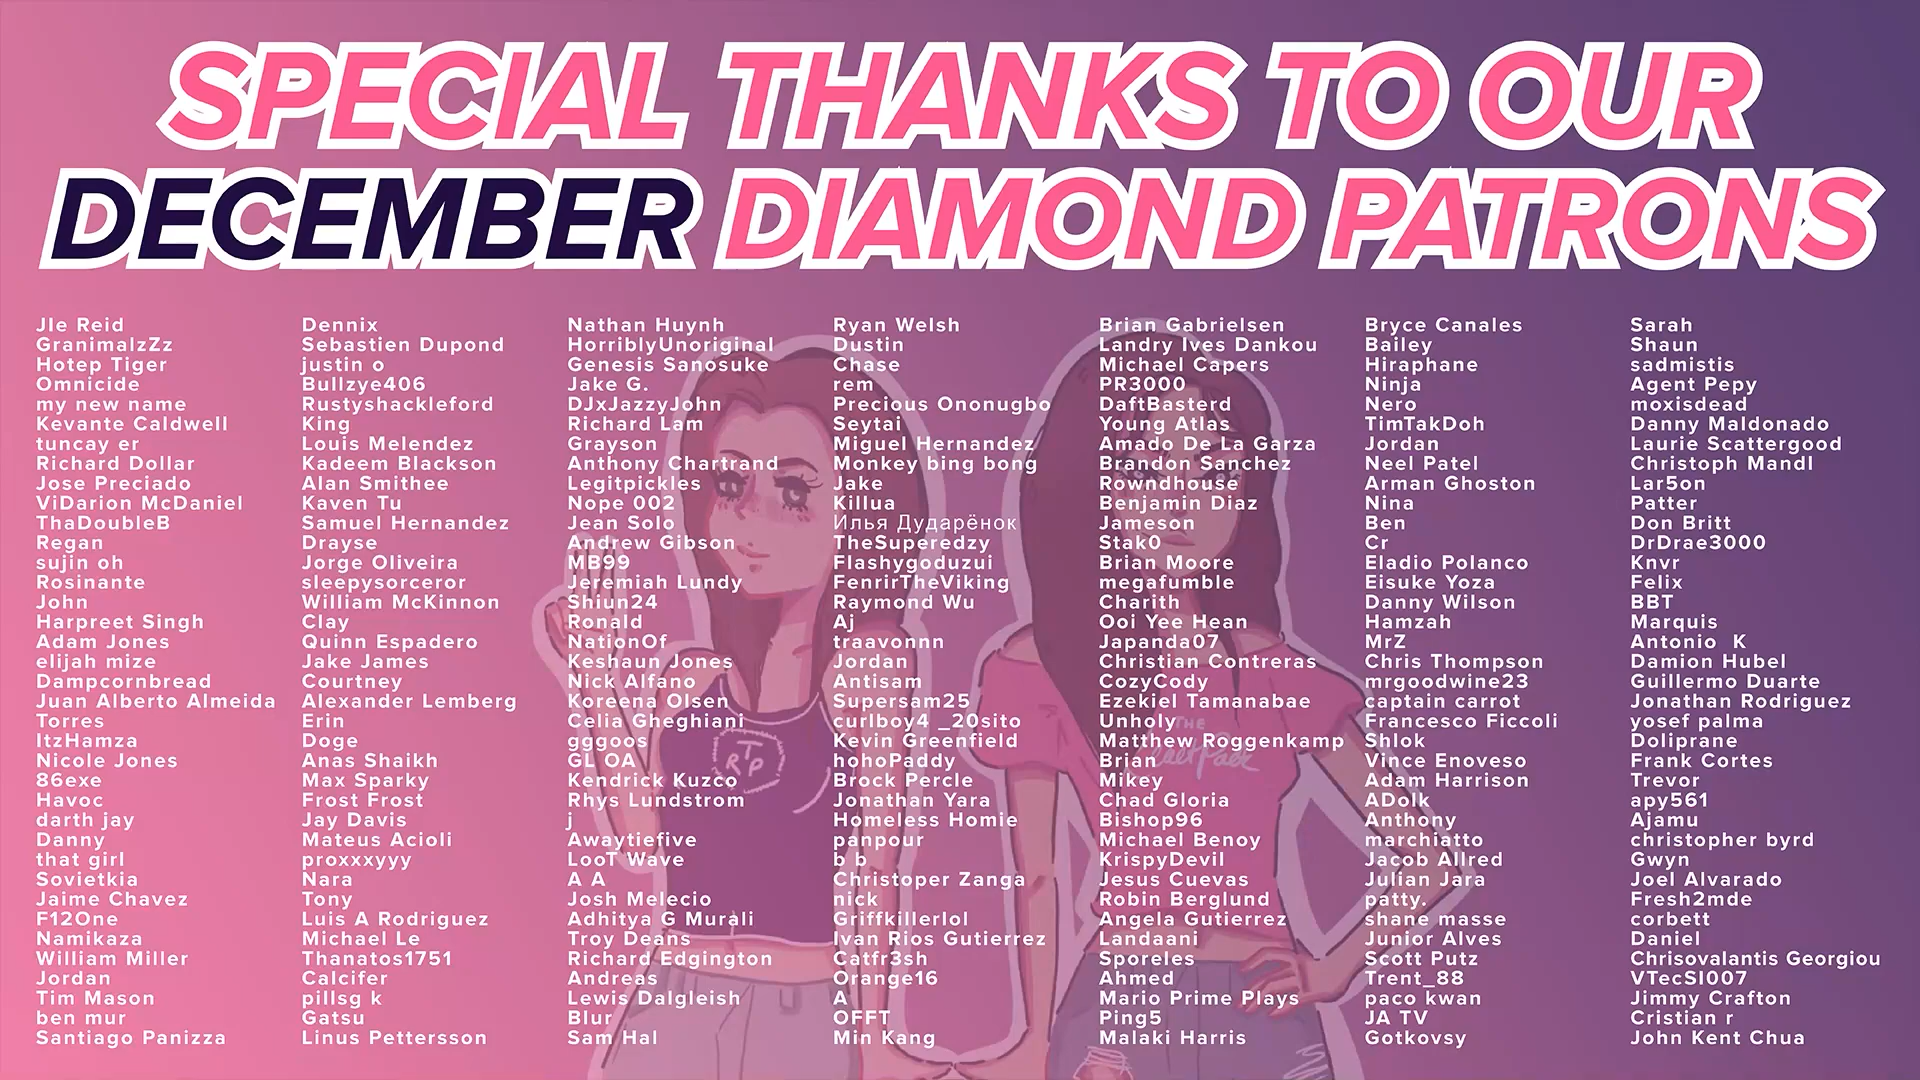 SPECIAL THANKS TO OUR
DECEMBER DIAMOND PATRONS
JIe Reid
GranimalzZz
Hotep Tiger
Omnicide
my new name
Kevante Caldwell
tuncay er
Richard Dollar
Jose Preciado
ViDarion McDaniel
ThaDoubleB
Regan
sujin oh
Rosinante
John
Harpreet Singh
Adam Jones
elijah mize
Dampcornbread
Juan Alberto Almeida
Torres
ItzHamza
Nicole Jones
86exe
Havoc
darth jay
Danny
that girl
Sovietkia
Jaime Chavez
F12One
Namikaza
William Miller
Jordan
Tim Mason
ben mur
Santiago Panizza
Dennix
Sebastien Dupond
justin o
Bullzye406
Rustyshackleford
King
Louis Melendez
Kadeem Blackson
Alan Smithee
Kaven Tu
Samuel Hernandez
Drayse
Jorge Oliveira
sleepysorceror
William McKinnon
Clay
Quinn Espadero
Jake James
Courtney
Alexander Lemberg
Erin
Doge
Anas Shaikh
Max Sparky
Frost Frost
Jay Davis
Mateus Acioli
proxxxyyy
Nara
Tony
Luis A Rodriguez
Michael Le
Thanatos1751
Calcifer
pillsg k
Gatsu
Linus Pettersson
Nathan Huynh
HorriblyUnoriginal
Genesis Sanosuke
Jake G.
DJxJazzyJohn
Richard Lam
Grayson
Anthony Chartrand
Legitpickles
Nope 002
Jean Solo
Andrew Gibson
MB99
Jeremiah Lundy
Shiun24
Ronald
NationOf
Keshaun Jones
Nick Alfano
Koreena Olsen
Celia Gheghiani
gggoos
GL OA
Kendrick Kuzco
Rhys Lundstrom
j
Awaytiefive
LooT Wave
A A
Josh Melecio
Adhitya G Murali
Troy Deans
Richard Edgington
Andreas
Lewis Dalgleish
Blur
Sam Hal
Ryan Welsh
Dustin
Chase
rem
Precious Ononugbo
Seytai
Miguel Hernandez
Monkey bing bong
Jake
Killua
Илья Дударёнок
TheSuperedzy
Flashygoduzui
FenrirTheViking
Raymond Wu
Aj
traavonnn
Jordan
Antisam
Supersam25
curlboy4 _20sito
Kevin Greenfield
hohoPaddy
Brock Percle
Jonathan Yara
Homeless Homie
panpour
b b
Christoper Zanga
nick
Griffkillerlol
Ivan Rios Gutierrez
Catfr3sh
Orange16
A
OFFT
Min Kang
Brian Gabrielsen
Landry Ives Dankou
Michael Capers
PR3000
DaftBasterd
Young Atlas
Amado De La Garza
Brandon Sanchez
Rowndhouse
Benjamin Diaz
Jameson
Stak0
Brian Moore
megafumble
Charith
Ooi Yee Hean
Japanda07
Christian Contreras
CozyCody
Ezekiel Tamanabae
Unholy
Matthew Roggenkamp
Brian
Mikey
Chad Gloria
Bishop96
Michael Benoy
KrispyDevil
Jesus Cuevas
Robin Berglund
Angela Gutierrez
Landaani
Sporeles
Ahmed
Mario Prime Plays
Ping5
Malaki Harris
Bryce Canales
Bailey
Hiraphane
Ninja
Nero
TimTakDoh
Jordan
Neel Patel
Arman Ghoston
Nina
Ben
Cr
Eladio Polanco
Eisuke Yoza
Danny Wilson
Hamzah
MrZ
Chris Thompson
mrgoodwine23
captain carrot
Francesco Ficcoli
Shlok
Vince Enoveso
Adam Harrison
ADolk
Anthony
marchiatto
Jacob Allred
Julian Jara
patty.
shane masse
Junior Alves
Scott Putz
Trent_88
paco kwan
JA TV
Gotkovsy
Sarah
Shaun
sadmistis
Agent Pepy
moxisdead
Danny Maldonado
Laurie Scattergood
Christoph Mandl
Lar5on
Patter
Don Britt
DrDrae3000
Knvr
Felix
BBT
Marquis
Antonio  K
Damion Hubel
Guillermo Duarte
Jonathan Rodriguez
yosef palma
Doliprane
Frank Cortes
Trevor
apy561
Ajamu
christopher byrd
Gwyn
Joel Alvarado
Fresh2mde
corbett
Daniel
Chrisovalantis Georgiou
VTecSI007
Jimmy Crafton
Cristian r
John Kent Chua
RTP
THE